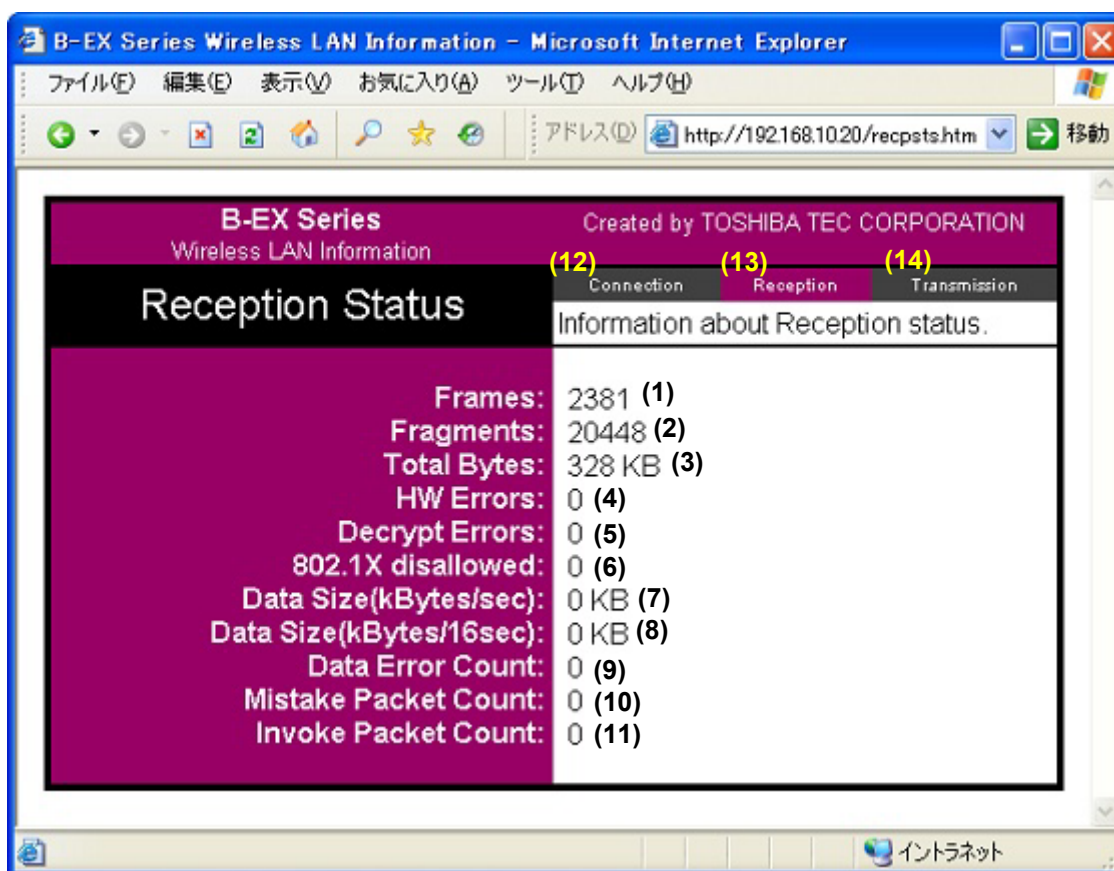 B-EX Series Wireless LAN Information - Microsoft Internet Explorer
ファイル(F) 編集(E) 表示(V) お気に入り(A) ツール(T) ヘルプ(H)
アドレス(D) http://192.168.10.20/recpsts.htm 移動
B-EX Series
Wireless LAN Information
Created by TOSHIBA TEC CORPORATION
(12) (13) (14)
Connection Reception Transmission
Reception Status
Information about Reception status.
Frames: 2381 (1)
Fragments: 20448 (2)
Total Bytes: 328 KB (3)
HW Errors: 0 (4)
Decrypt Errors: 0 (5)
802.1X disallowed: 0 (6)
Data Size(kBytes/sec): 0 KB (7)
Data Size(kBytes/16sec): 0 KB (8)
Data Error Count: 0 (9)
Mistake Packet Count: 0 (10)
Invoke Packet Count: 0 (11)
イントラネット